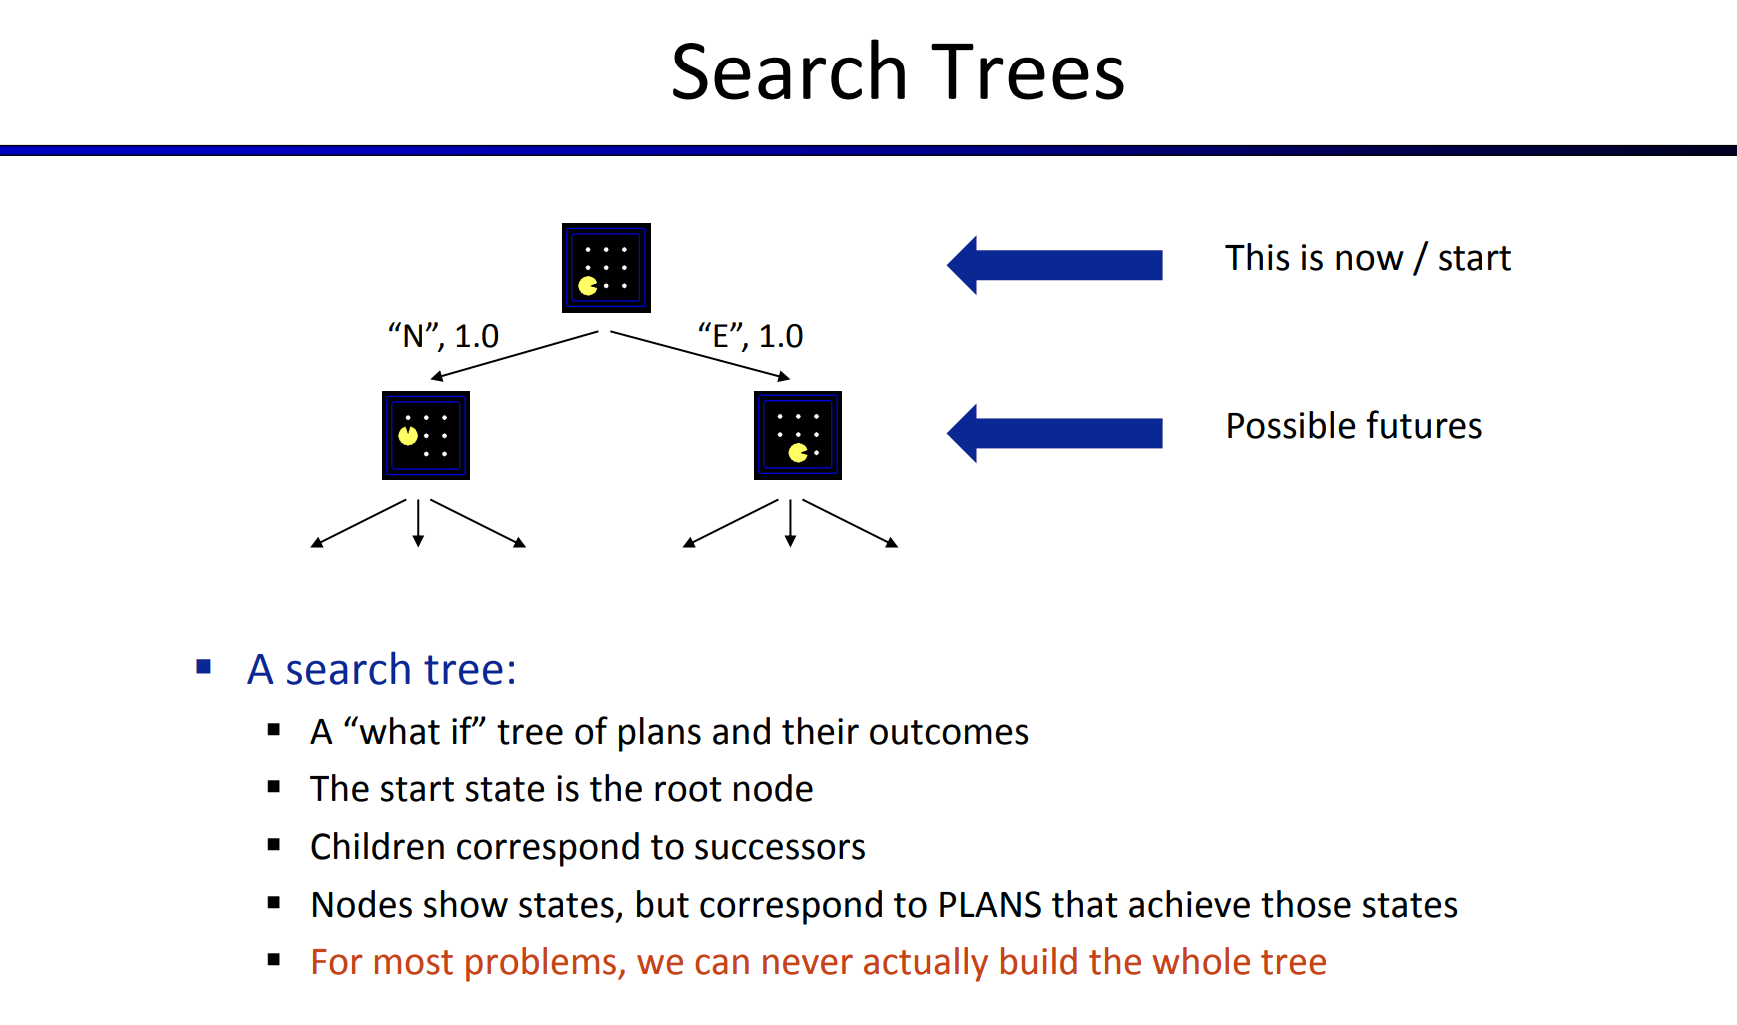 Search Trees
This is now / start
“N”, 1.0
“E”, 1.0
Possible futures
A search tree:
A “what if” tree of plans and their outcomes
The start state is the root node
Children correspond to successors
Nodes show states, but correspond to PLANS that achieve those states
For most problems, we can never actually build the whole tree